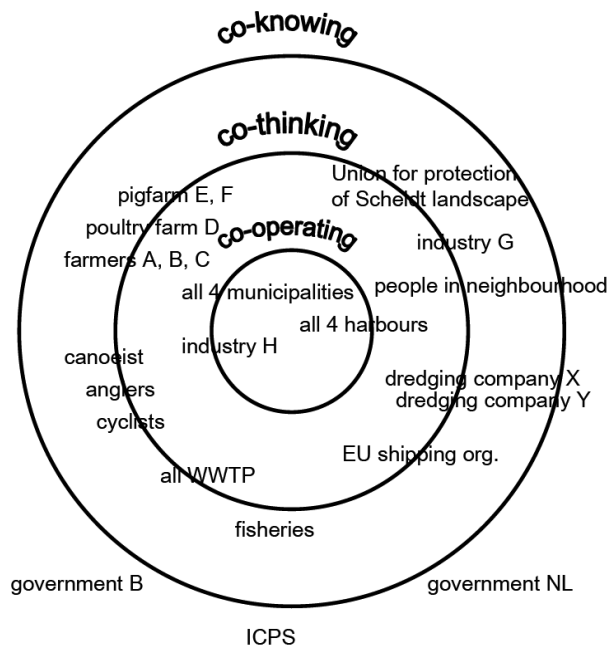 co-knowing
co-thinking
Union for protection
of Scheldt landscape
pigfarm E, F
poultry farm D
farmers A, B, C
co-operating
industry G
all 4 municipalities
people in neighbourhood
all 4 harbours
industry H
canoeist
anglers
cyclists
dredging company X
dredging company Y
EU shipping org.
all WWTP
fisheries
government B
government NL
ICPS